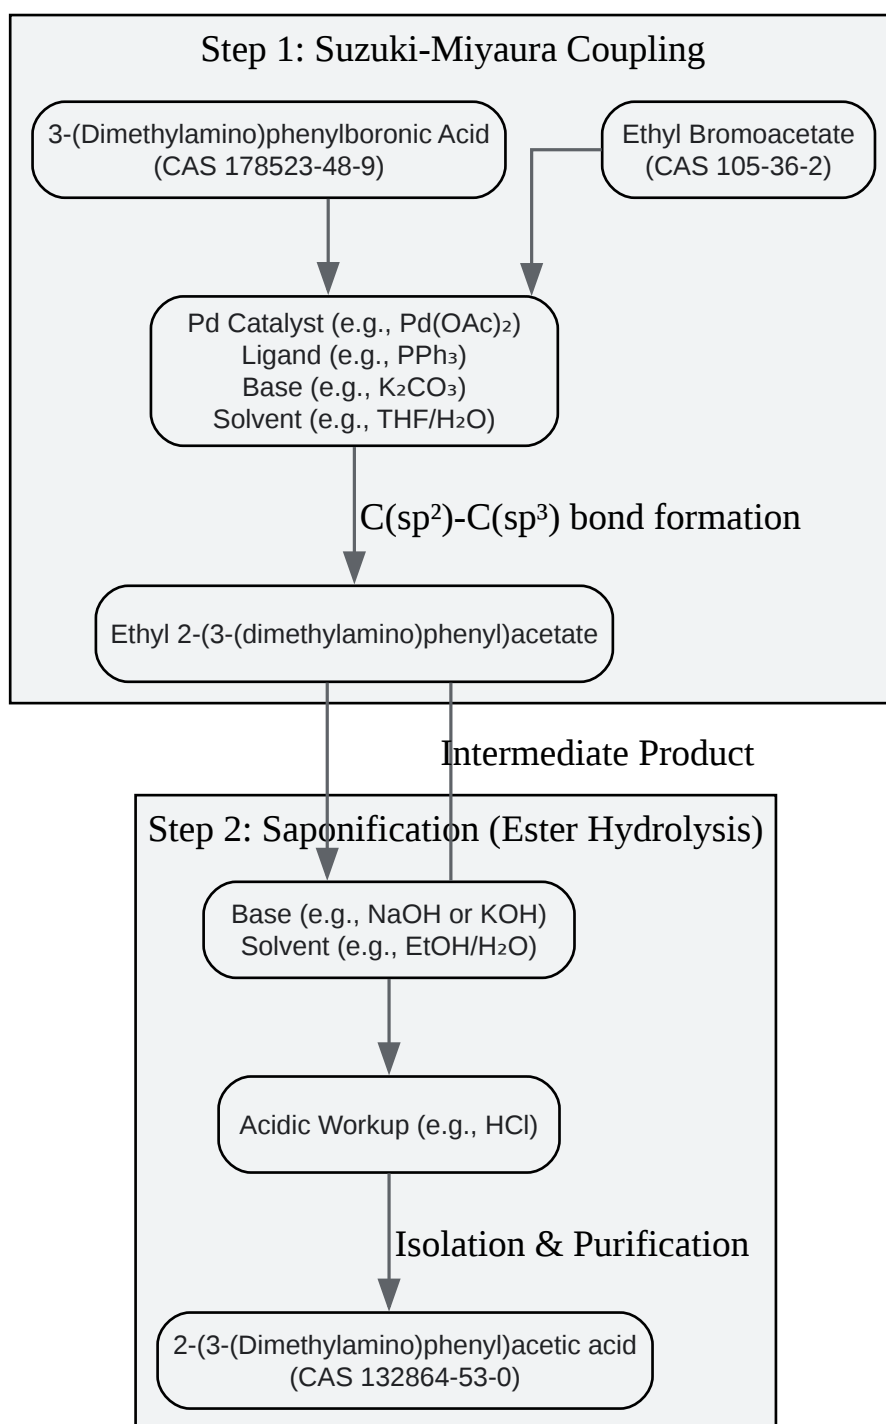 Step 1: Suzuki-Miyaura Coupling
3-(Dimethylamino)phenylboronic Acid
(CAS 178523-48-9)
Ethyl Bromoacetate
(CAS 105-36-2)
Pd Catalyst (e.g., Pd(OAc)₂)
Ligand (e.g., PPh₃)
Base (e.g., K₂CO₃)
Solvent (e.g., THF/H₂O)
C(sp²)-C(sp³) bond formation
Ethyl 2-(3-(dimethylamino)phenyl)acetate
Intermediate Product
Step 2: Saponification (Ester Hydrolysis)
Base (e.g., NaOH or KOH)
Solvent (e.g., EtOH/H₂O)
Acidic Workup (e.g., HCl)
Isolation & Purification
2-(3-(Dimethylamino)phenyl)acetic acid
(CAS 132864-53-0)